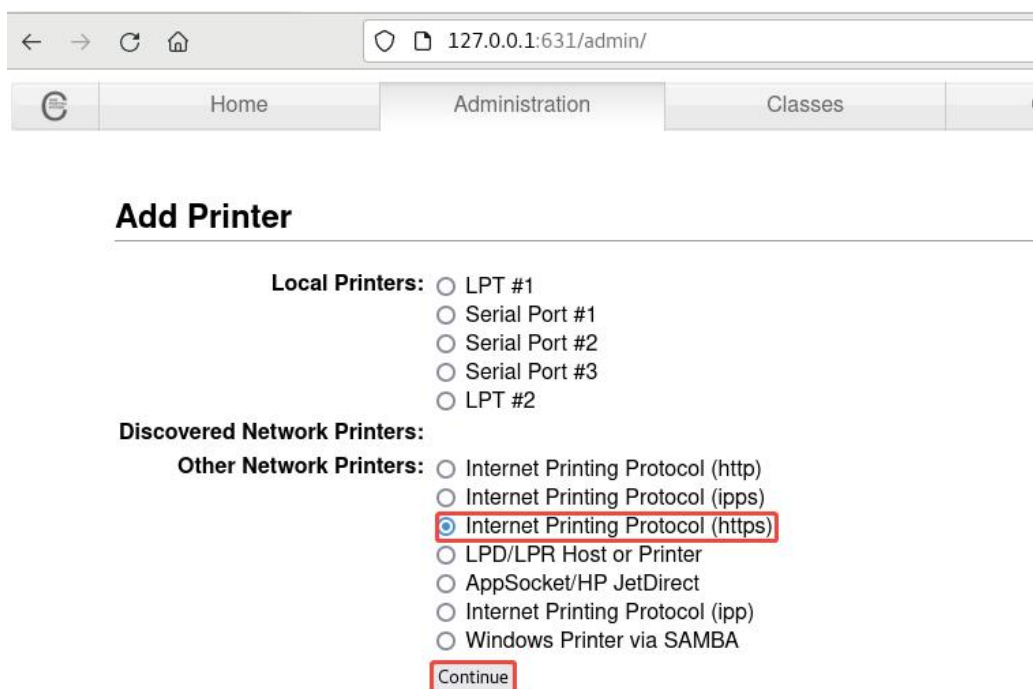 127.0.0.1:631/admin/
Home Administration Classes
Add Printer
Local Printers: LPT #1
Serial Port #1
Serial Port #2
Serial Port #3
LPT #2
Discovered Network Printers:
Other Network Printers: Internet Printing Protocol (http)
Internet Printing Protocol (ipps)
Internet Printing Protocol (https)
LPD/LPR Host or Printer
AppSocket/HP JetDirect
Internet Printing Protocol (ipp)
Windows Printer via SAMBA
Continue